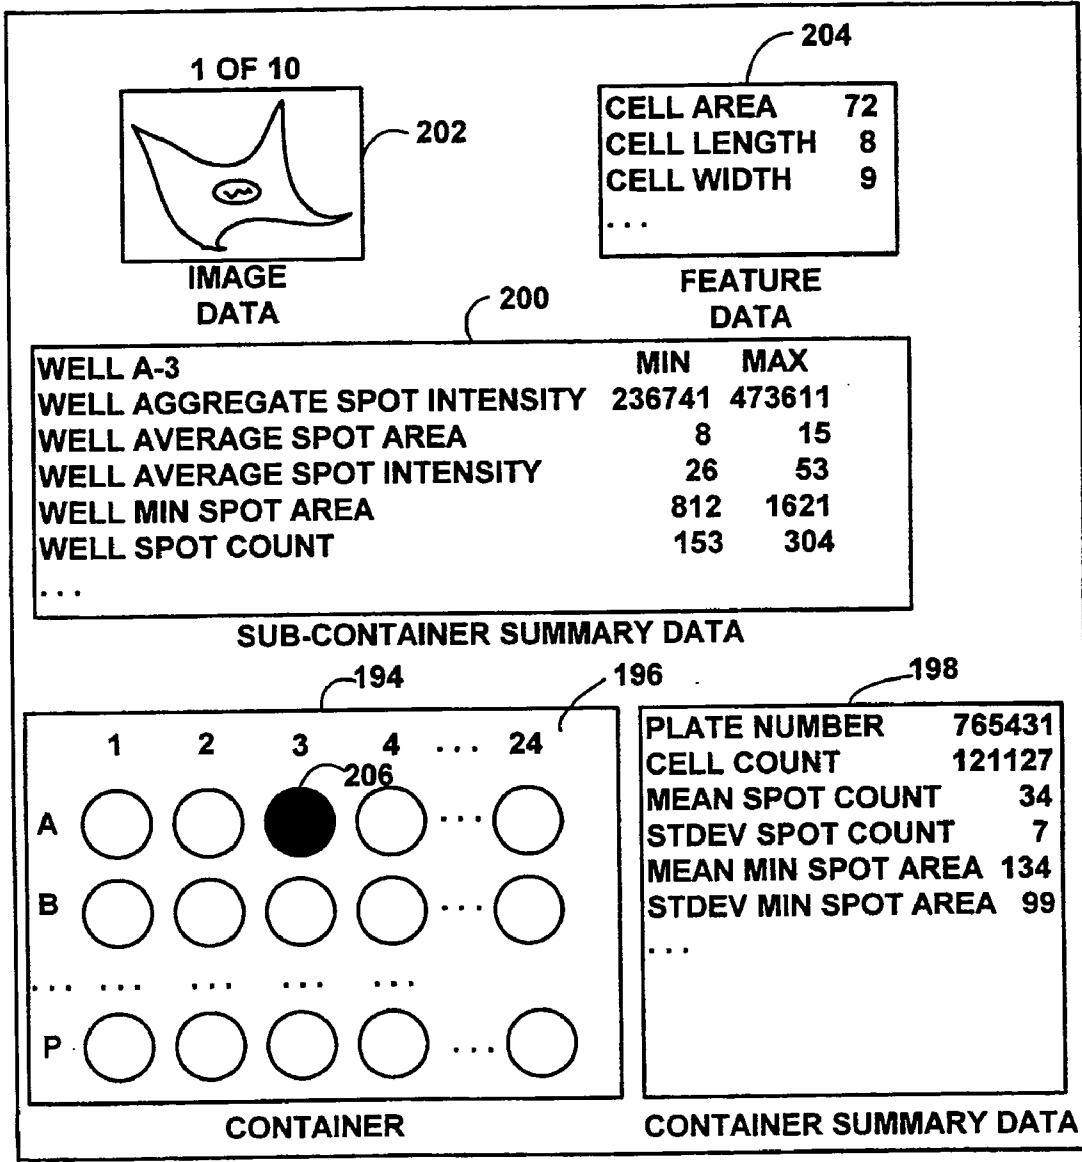 204
1 OF 10
CELL AREA 72
CELL LENGTH 8
CELL WIDTH 9
...
202
IMAGE
DATA
FEATURE
DATA
200
WELL A-3 MIN MAX
WELL AGGREGATE SPOT INTENSITY 236741 473611
WELL AVERAGE SPOT AREA 8 15
WELL AVERAGE SPOT INTENSITY 26 53
WELL MIN SPOT AREA 812 1621
WELL SPOT COUNT 153 304
...
SUB-CONTAINER SUMMARY DATA
194 196 198
1 2 3 4 ... 24
206
A ...
B ...
... ... ... ... ...
P ...
CONTAINER
PLATE NUMBER 765431
CELL COUNT 121127
MEAN SPOT COUNT 34
STDEV SPOT COUNT 7
MEAN MIN SPOT AREA 134
STDEV MIN SPOT AREA 99
...
CONTAINER SUMMARY DATA